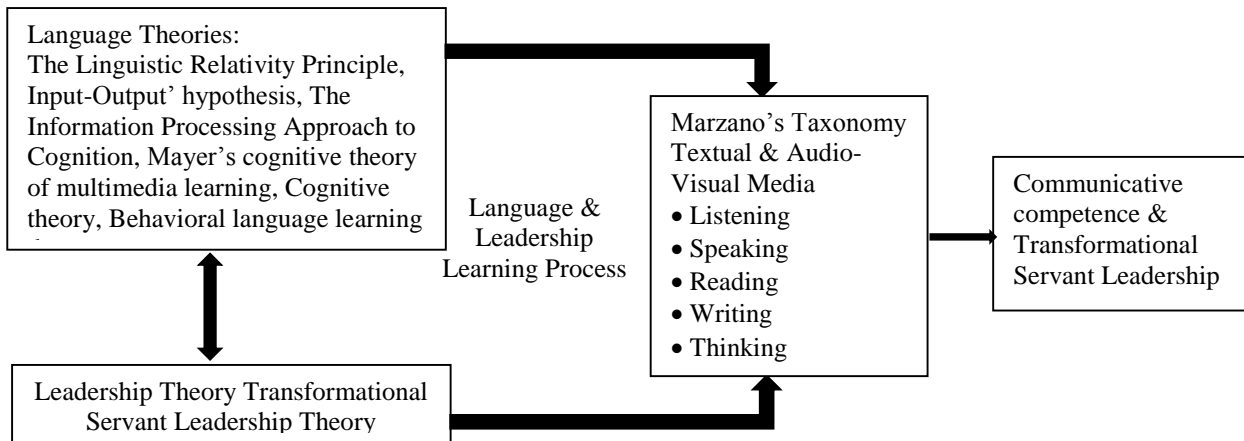 Language Theories:
The Linguistic Relativity Principle,
Input-Output’ hypothesis, The
Information Processing Approach to
Cognition, Mayer’s cognitive theory
of multimedia learning, Cognitive
theory, Behavioral language learning
Language &
Leadership
Learning Process
Marzano’s Taxonomy
Textual & Audio-
Visual Media
• Listening
• Speaking
• Reading
• Writing
• Thinking
Communicative
competence &
Transformational
Servant Leadership
Leadership Theory Transformational
Servant Leadership Theory